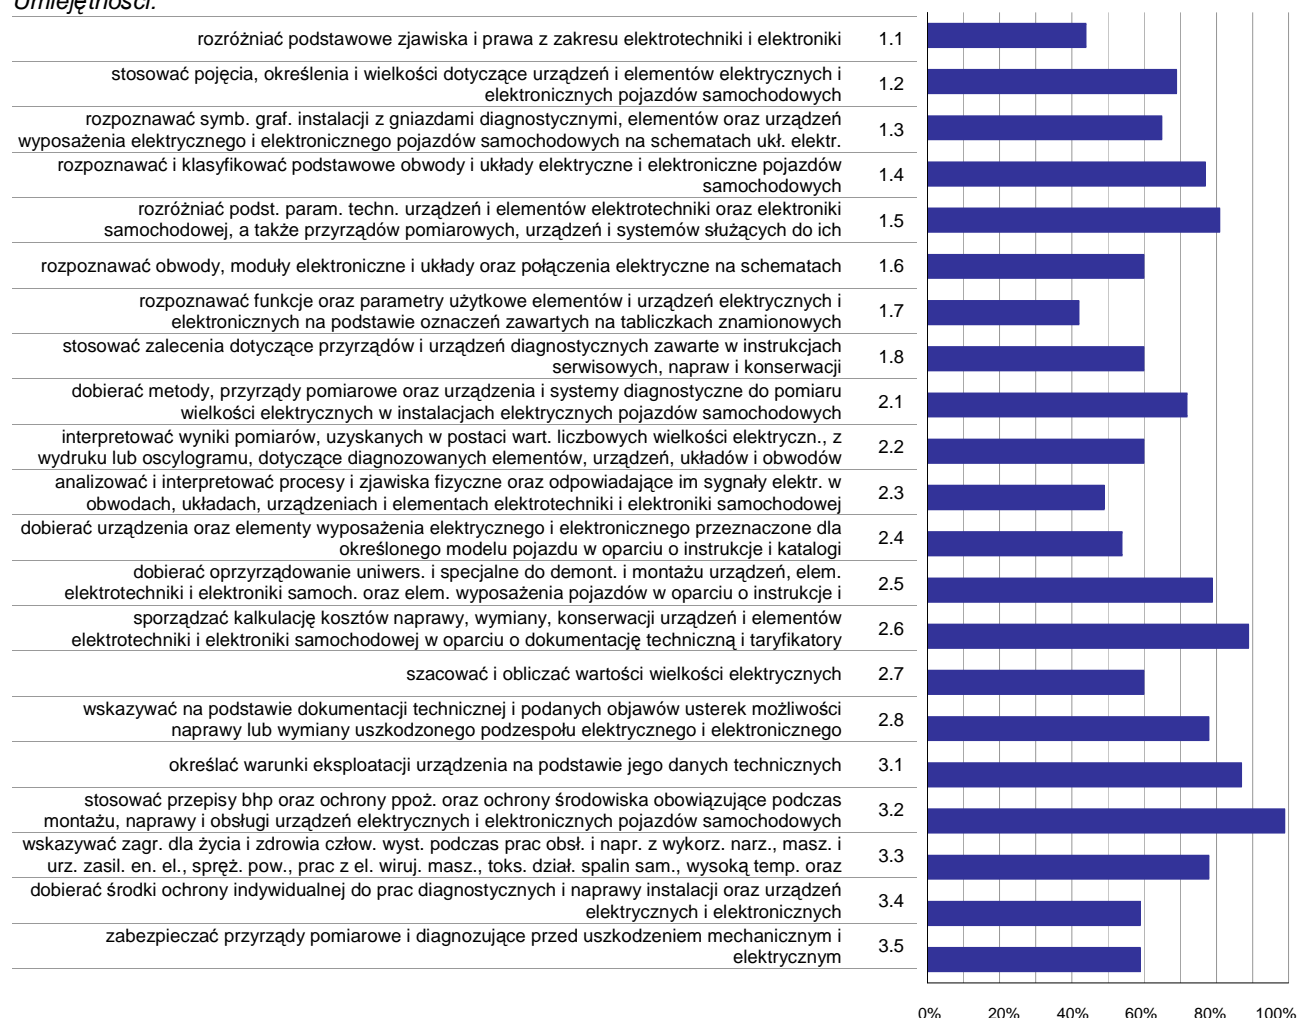 Umiejętności:
rozróżniać podstawowe zjawiska i prawa z zakresu elektrotechniki i elektroniki 1.1
stosować pojęcia, określenia i wielkości dotyczące urządzeń i elementów elektrycznych i
elektronicznych pojazdów samochodowych 1.2
rozpoznawać symb. graf. instalacji z gniazdami diagnostycznymi, elementów oraz urządzeń
wyposażenia elektrycznego i elektronicznego pojazdów samochodowych na schematach ukł. elektr. 1.3
rozpoznawać i klasyfikować podstawowe obwody i układy elektryczne i elektroniczne pojazdów
samochodowych 1.4
rozróżniać podst. param. techn. urządzeń i elementów elektrotechniki oraz elektroniki
samochodowej, a także przyrządów pomiarowych, urządzeń i systemów służących do ich 1.5
rozpoznawać obwody, moduły elektroniczne i układy oraz połączenia elektryczne na schematach 1.6
rozpoznawać funkcje oraz parametry użytkowe elementów i urządzeń elektrycznych i
elektronicznych na podstawie oznaczeń zawartych na tabliczkach znamionowych 1.7
stosować zalecenia dotyczące przyrządów i urządzeń diagnostycznych zawarte w instrukcjach
serwisowych, napraw i konserwacji 1.8
dobierać metody, przyrządy pomiarowe oraz urządzenia i systemy diagnostyczne do pomiaru
wielkości elektrycznych w instalacjach elektrycznych pojazdów samochodowych 2.1
interpretować wyniki pomiarów, uzyskanych w postaci wart. liczbowych wielkości elektryczn., z
wydruku lub oscylogramu, dotyczące diagnozowanych elementów, urządzeń, układów i obwodów 2.2
analizować i interpretować procesy i zjawiska fizyczne oraz odpowiadające im sygnały elektr. w
obwodach, układach, urządzeniach i elementach elektrotechniki i elektroniki samochodowej 2.3
dobierać urządzenia oraz elementy wyposażenia elektrycznego i elektronicznego przeznaczone dla
określonego modelu pojazdu w oparciu o instrukcje i katalogi 2.4
dobierać oprzyrządowanie uniwers. i specjalne do demont. i montażu urządzeń, elem.
elektrotechniki i elektroniki samoch. oraz elem. wyposażenia pojazdów w oparciu o instrukcje i 2.5
sporządzać kalkulację kosztów naprawy, wymiany, konserwacji urządzeń i elementów
elektrotechniki i elektroniki samochodowej w oparciu o dokumentację techniczną i taryfikatory 2.6
szacować i obliczać wartości wielkości elektrycznych 2.7
wskazywać na podstawie dokumentacji technicznej i podanych objawów usterek możliwości
naprawy lub wymiany uszkodzonego podzespołu elektrycznego i elektronicznego 2.8
określać warunki eksploatacji urządzenia na podstawie jego danych technicznych 3.1
stosować przepisy bhp oraz ochrony ppoż. oraz ochrony środowiska obowiązujące podczas
montażu, naprawy i obsługi urządzeń elektrycznych i elektronicznych pojazdów samochodowych 3.2
wskazywać zagr. dla życia i zdrowia człow. wyst. podczas prac obsł. i napr. z wykorz. narz., masz. i
urz. zasil. en. el., spręż. pow., prac z el. wiruj. masz., toks. dział. spalin sam., wysoką temp. oraz 3.3
dobierać środki ochrony indywidualnej do prac diagnostycznych i naprawy instalacji oraz urządzeń
elektrycznych i elektronicznych 3.4
zabezpieczać przyrządy pomiarowe i diagnozujące przed uszkodzeniem mechanicznym i
elektrycznym 3.5
0% 20% 40% 60% 80% 100%